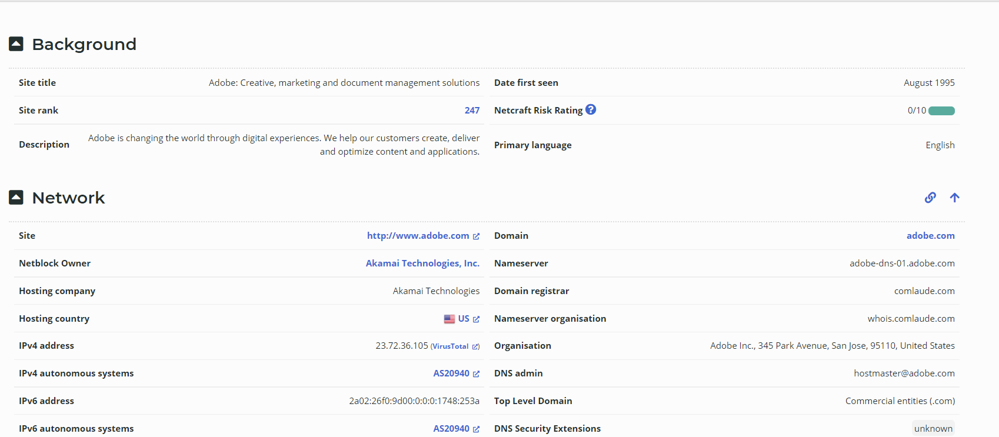 Background
Site title Adobe: Creative, marketing and document management solutions Date first seen August 1995
Site rank 247 Netcraft Risk Rating ? 0/10
Description Adobe is changing the world through digital experiences. We help our customers create, deliver
and optimize content and applications. Primary language English
Network
Site http://www.adobe.com Domain adobe.com
Netblock Owner Akamai Technologies, Inc. Nameserver adobe-dns-01.adobe.com
Hosting company Akamai Technologies Domain registrar comlaude.com
Hosting country US Nameserver organisation whois.comlaude.com
IPv4 address 23.72.36.105 (VirusTotal) Organisation Adobe Inc., 345 Park Avenue, San Jose, 95110, United States
IPv4 autonomous systems AS20940 DNS admin hostmaster@adobe.com
IPv6 address 2a02:26f0:9d00:0:0:0:1748:253a Top Level Domain Commercial entities (.com)
IPv6 autonomous systems AS20940 DNS Security Extensions unknown